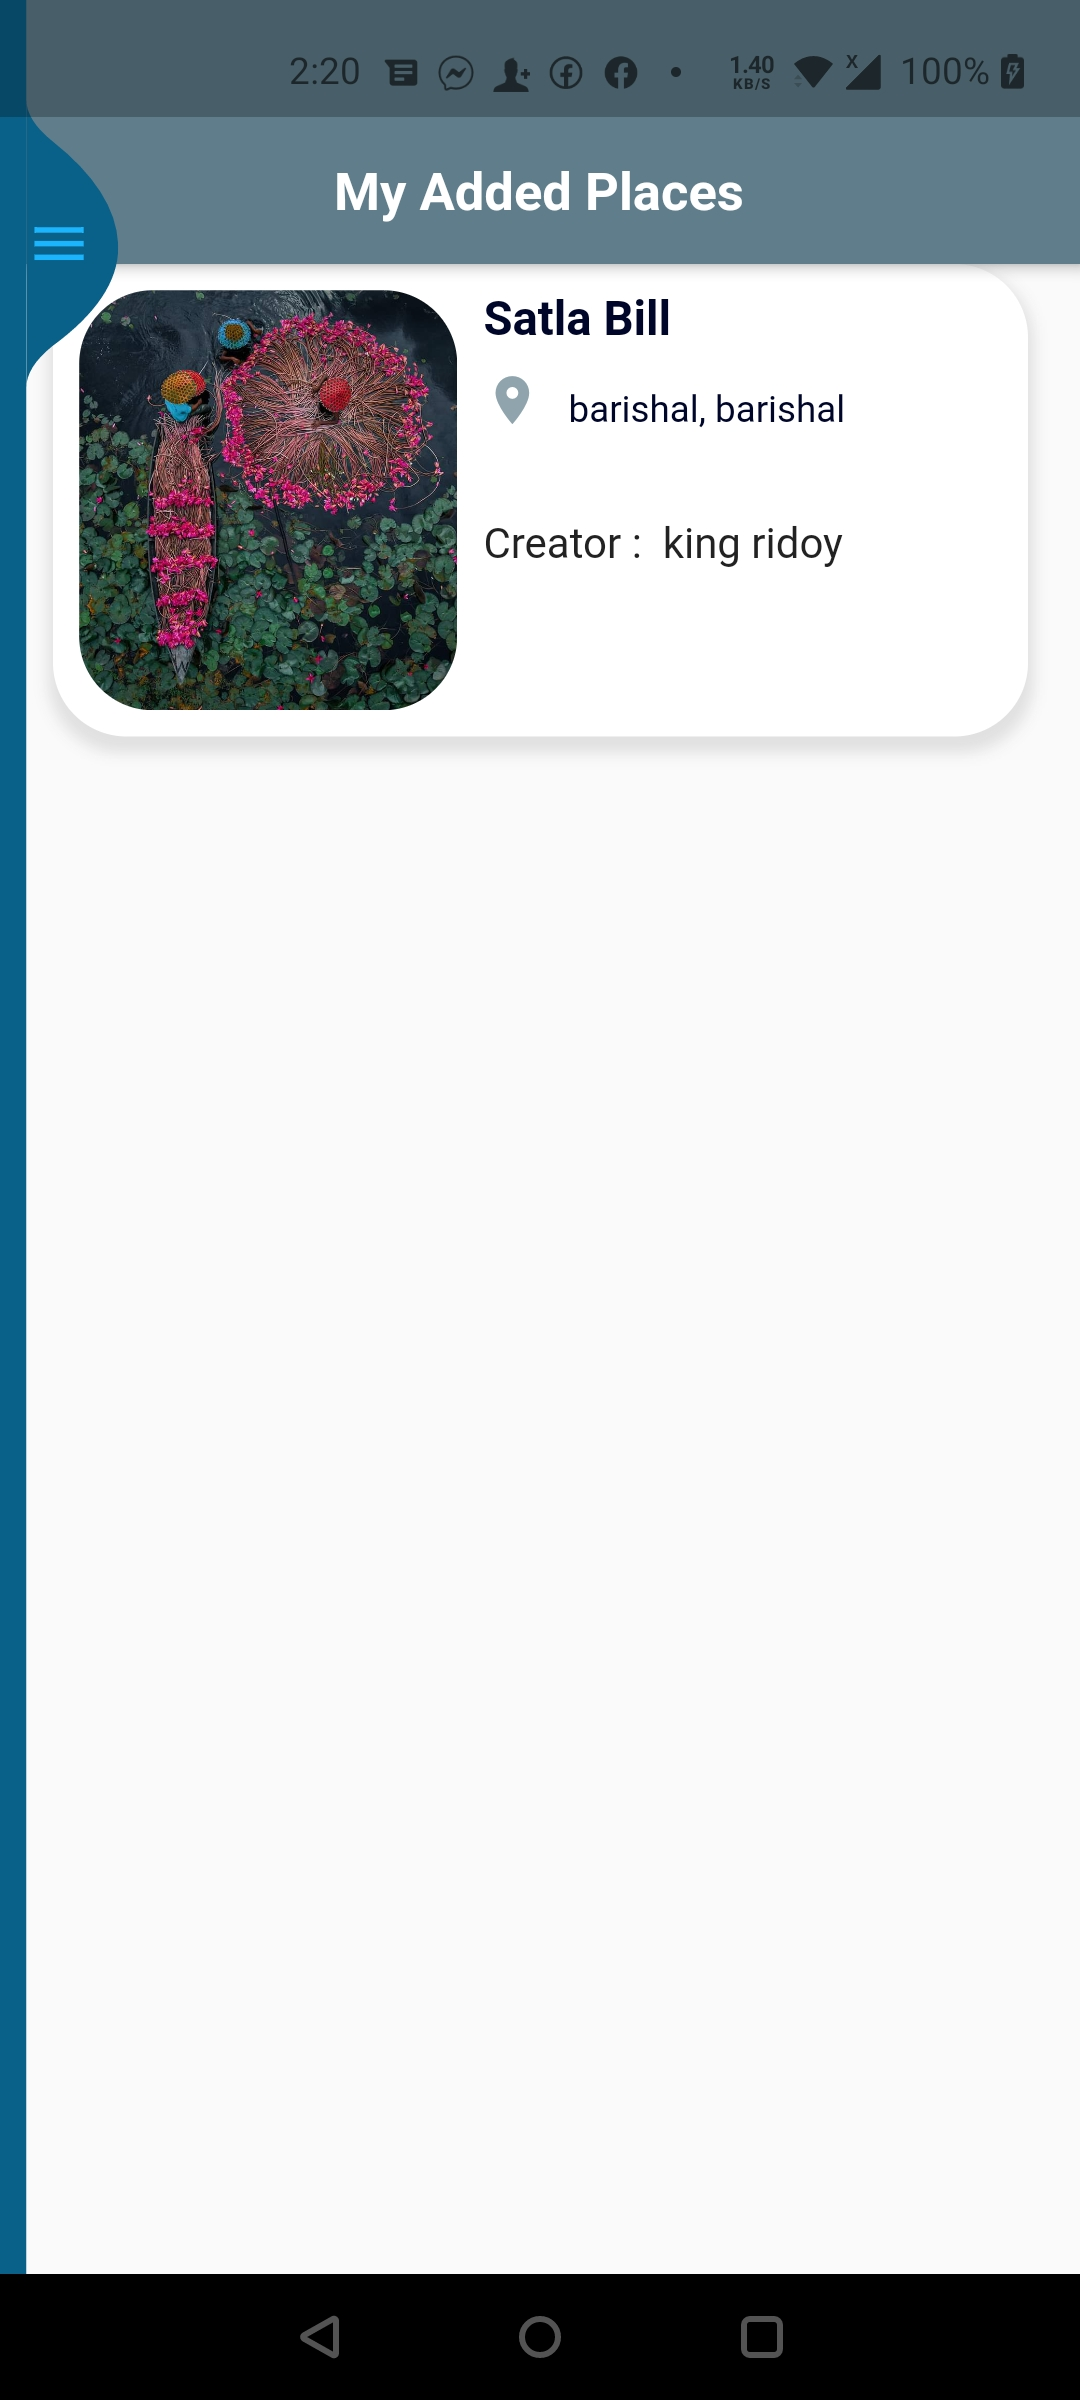 2:20 1.40 KB/S X 100%
My Added Places
Satla Bill
barishal, barishal
Creator : king ridoy